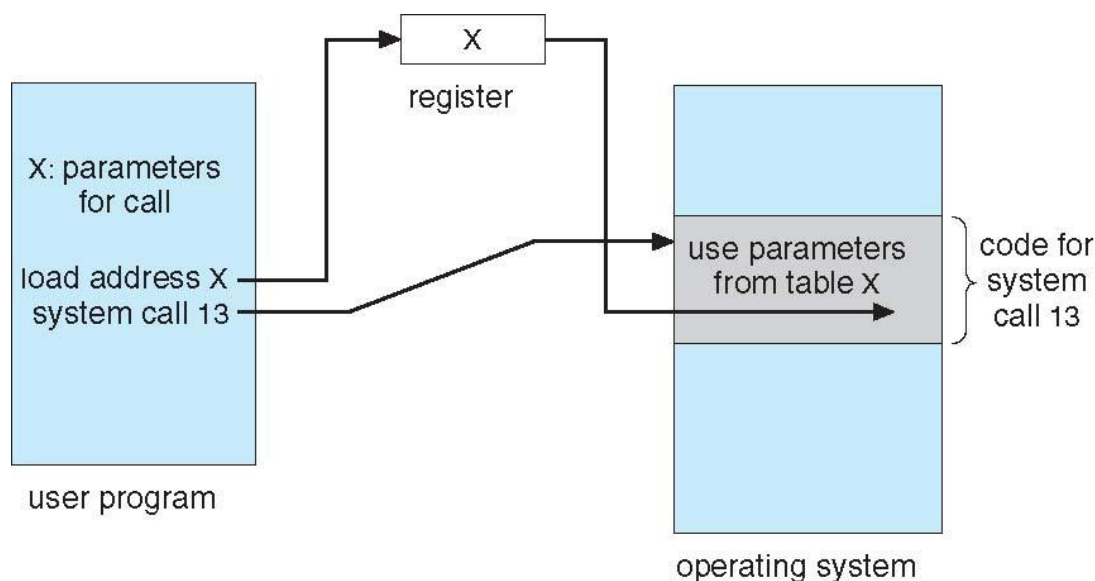 X
register
X: parameters
for call
load address X
system call 13
use parameters
from table X
code for
system
call 13
user program
operating system